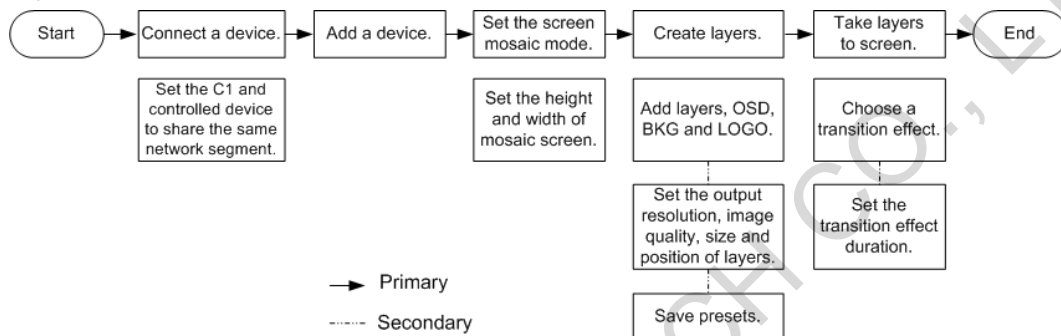 Start
Connect a device.
Add a device.
Set the screen
mosaic mode.
Create layers.
Take layers
to screen.
End
Set the C1 and
controlled device
to share the same
network segment.
Set the height
and width of
mosaic screen.
Add layers, OSD,
BKG and LOGO.
Choose a
transition effect.
Set the output
resolution, image
quality, size and
position of layers.
Set the
transition effect
duration.
Save presets.
Primary
Secondary
CH CO., L